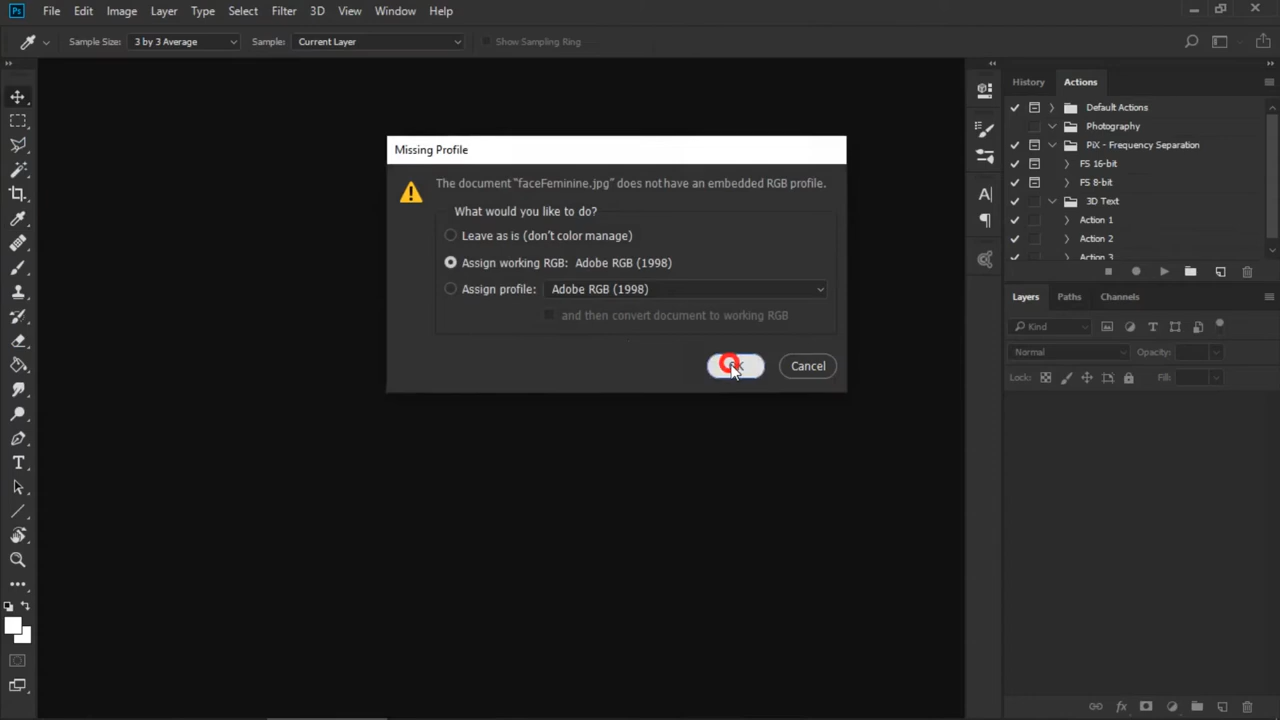 Ps File Edit Image Layer Type Select Filter 3D View Window Help
Sample Size: 3 by 3 Average Sample: Current Layer Show Sampling Ring
History Actions
Default Actions
Photography
PiX - Frequency Separation
FS 16-bit
FS 8-bit
3D Text
Action 1
Action 2
Action 3
Missing Profile
The document "faceFeminine.jpg" does not have an embedded RGB profile.
What would you like to do?
Leave as is (don't color manage)
Assign working RGB: Adobe RGB (1998)
Assign profile: Adobe RGB (1998)
and then convert document to working RGB
Cancel
Layers Paths Channels
Kind
Normal Opacity:
Lock: Fill: